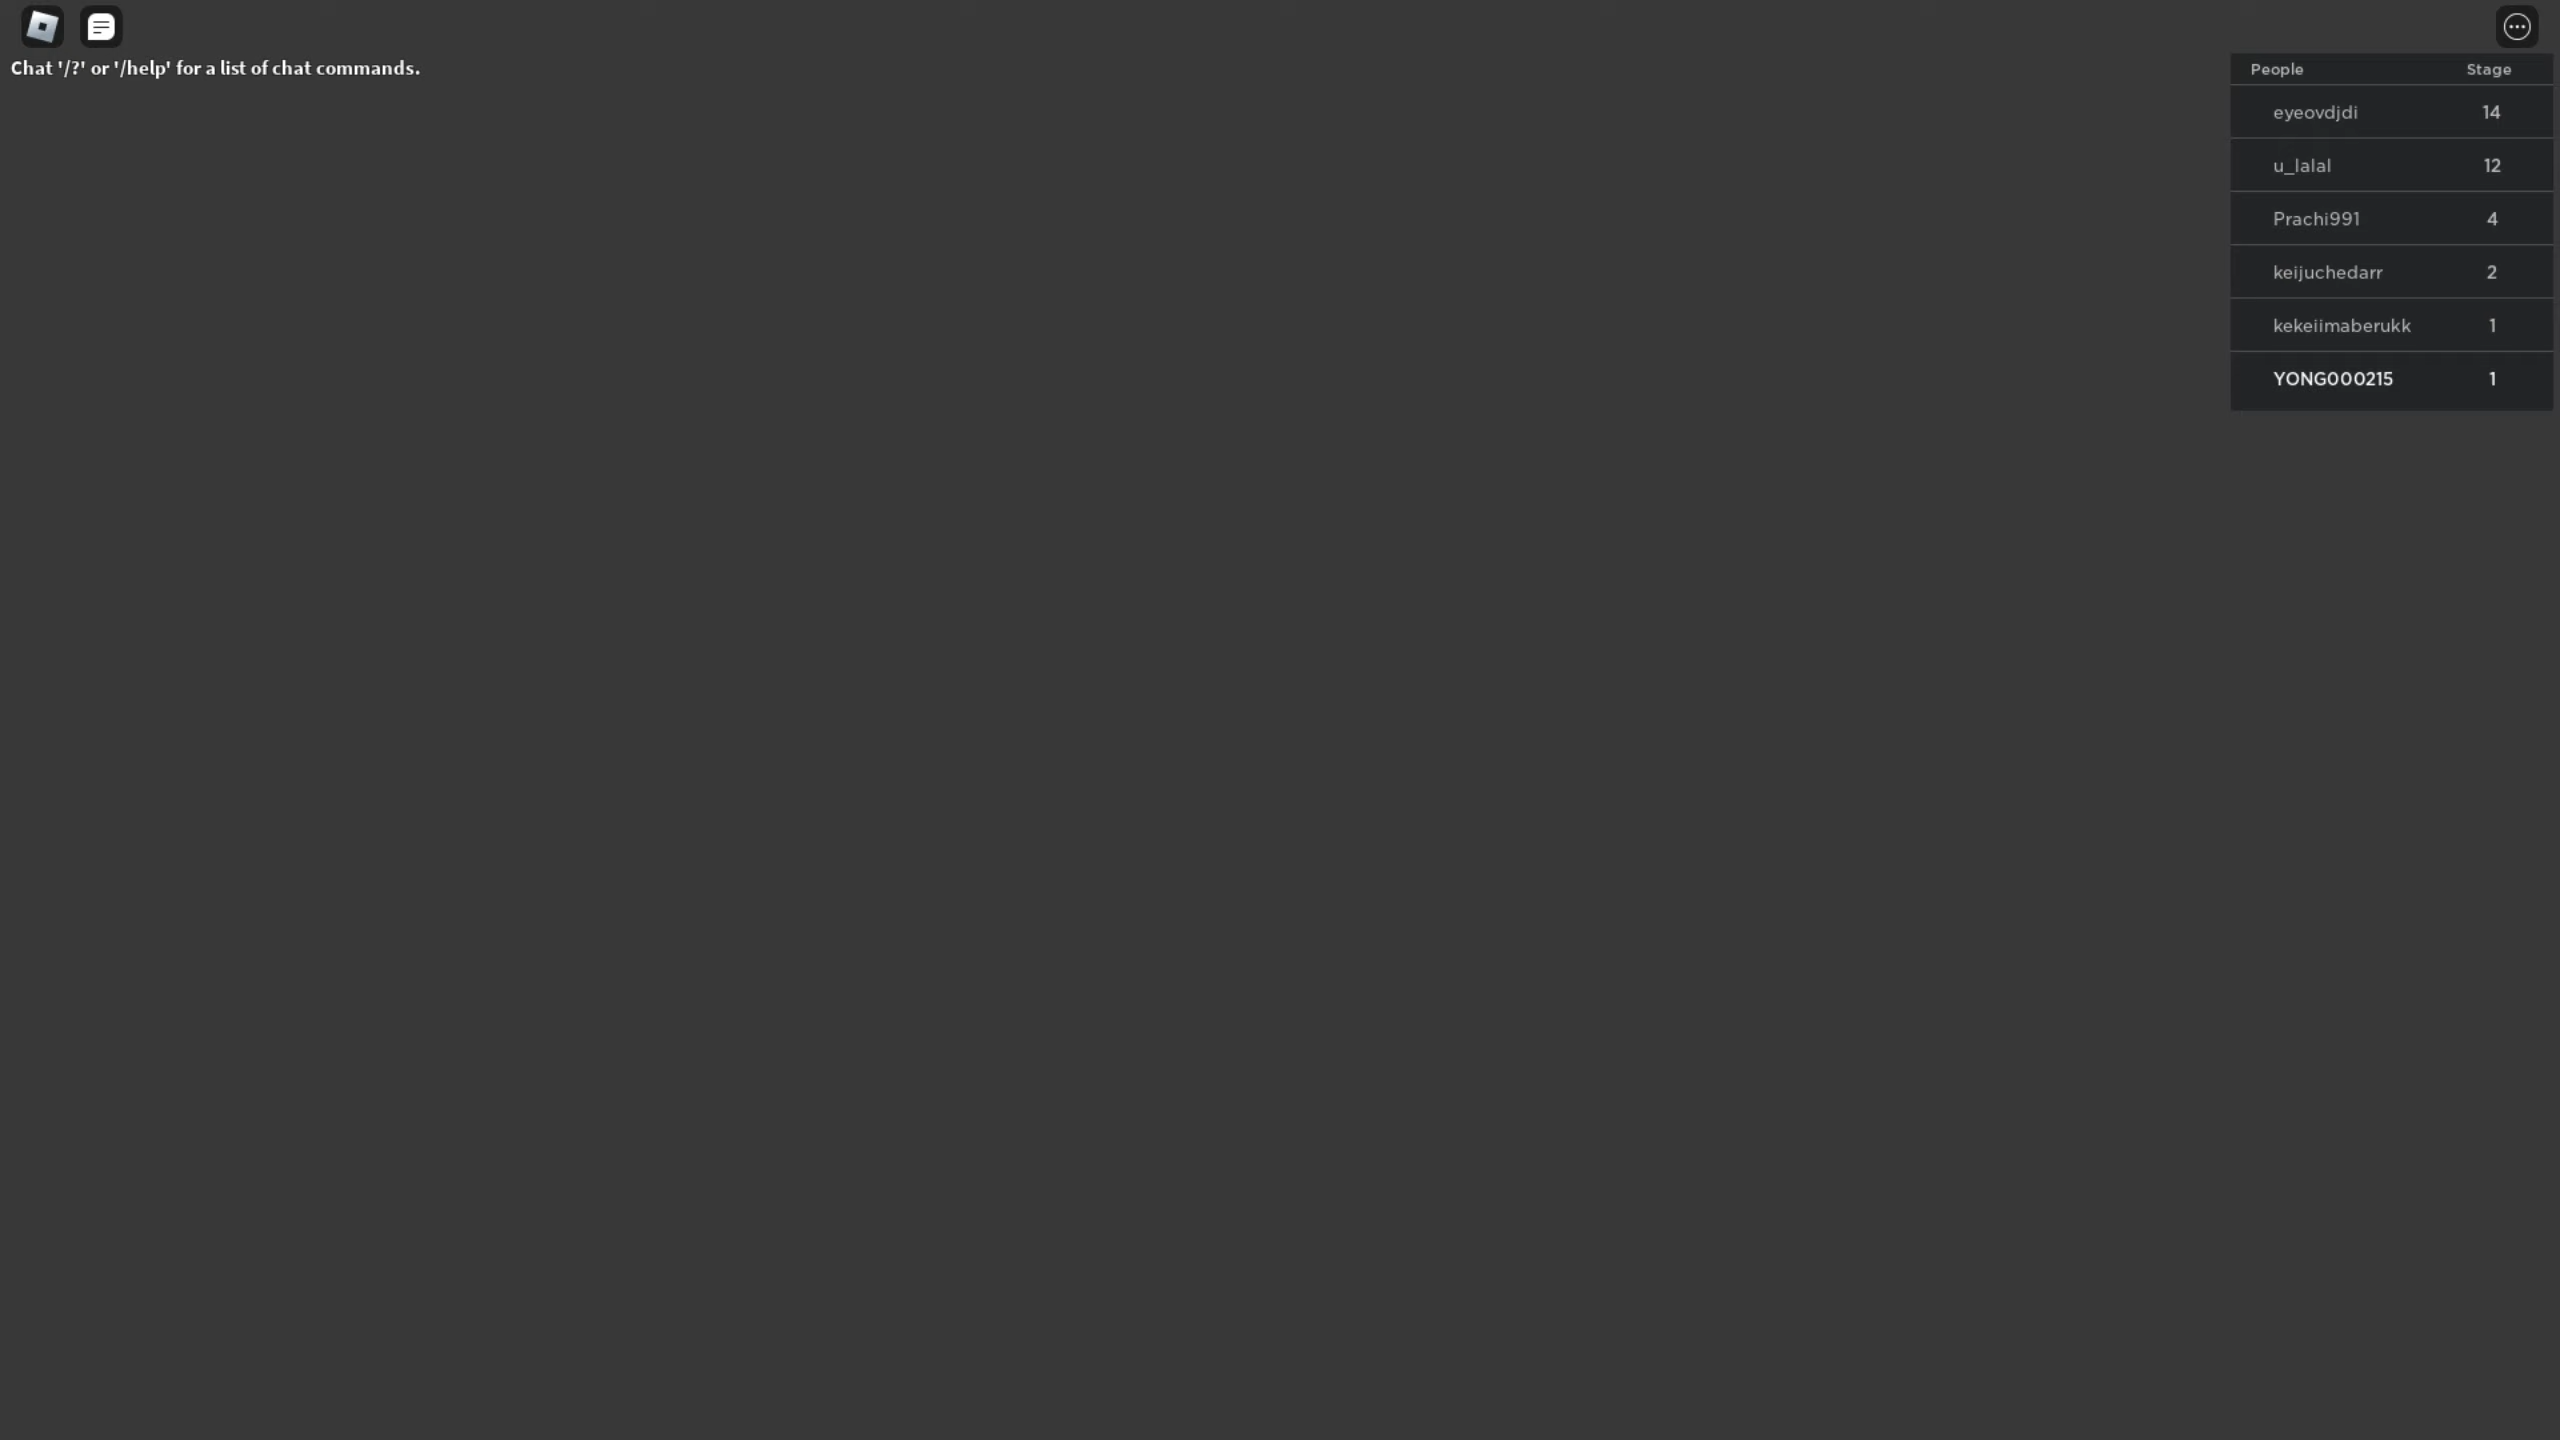 Chat '/?' or '/help' for a list of chat commands.
People Stage
eyeovdjdi 14
u_lalal 12
Prachi991 4
keijuchedarr 2
kekeiimaberukk 1
YONG000215 1